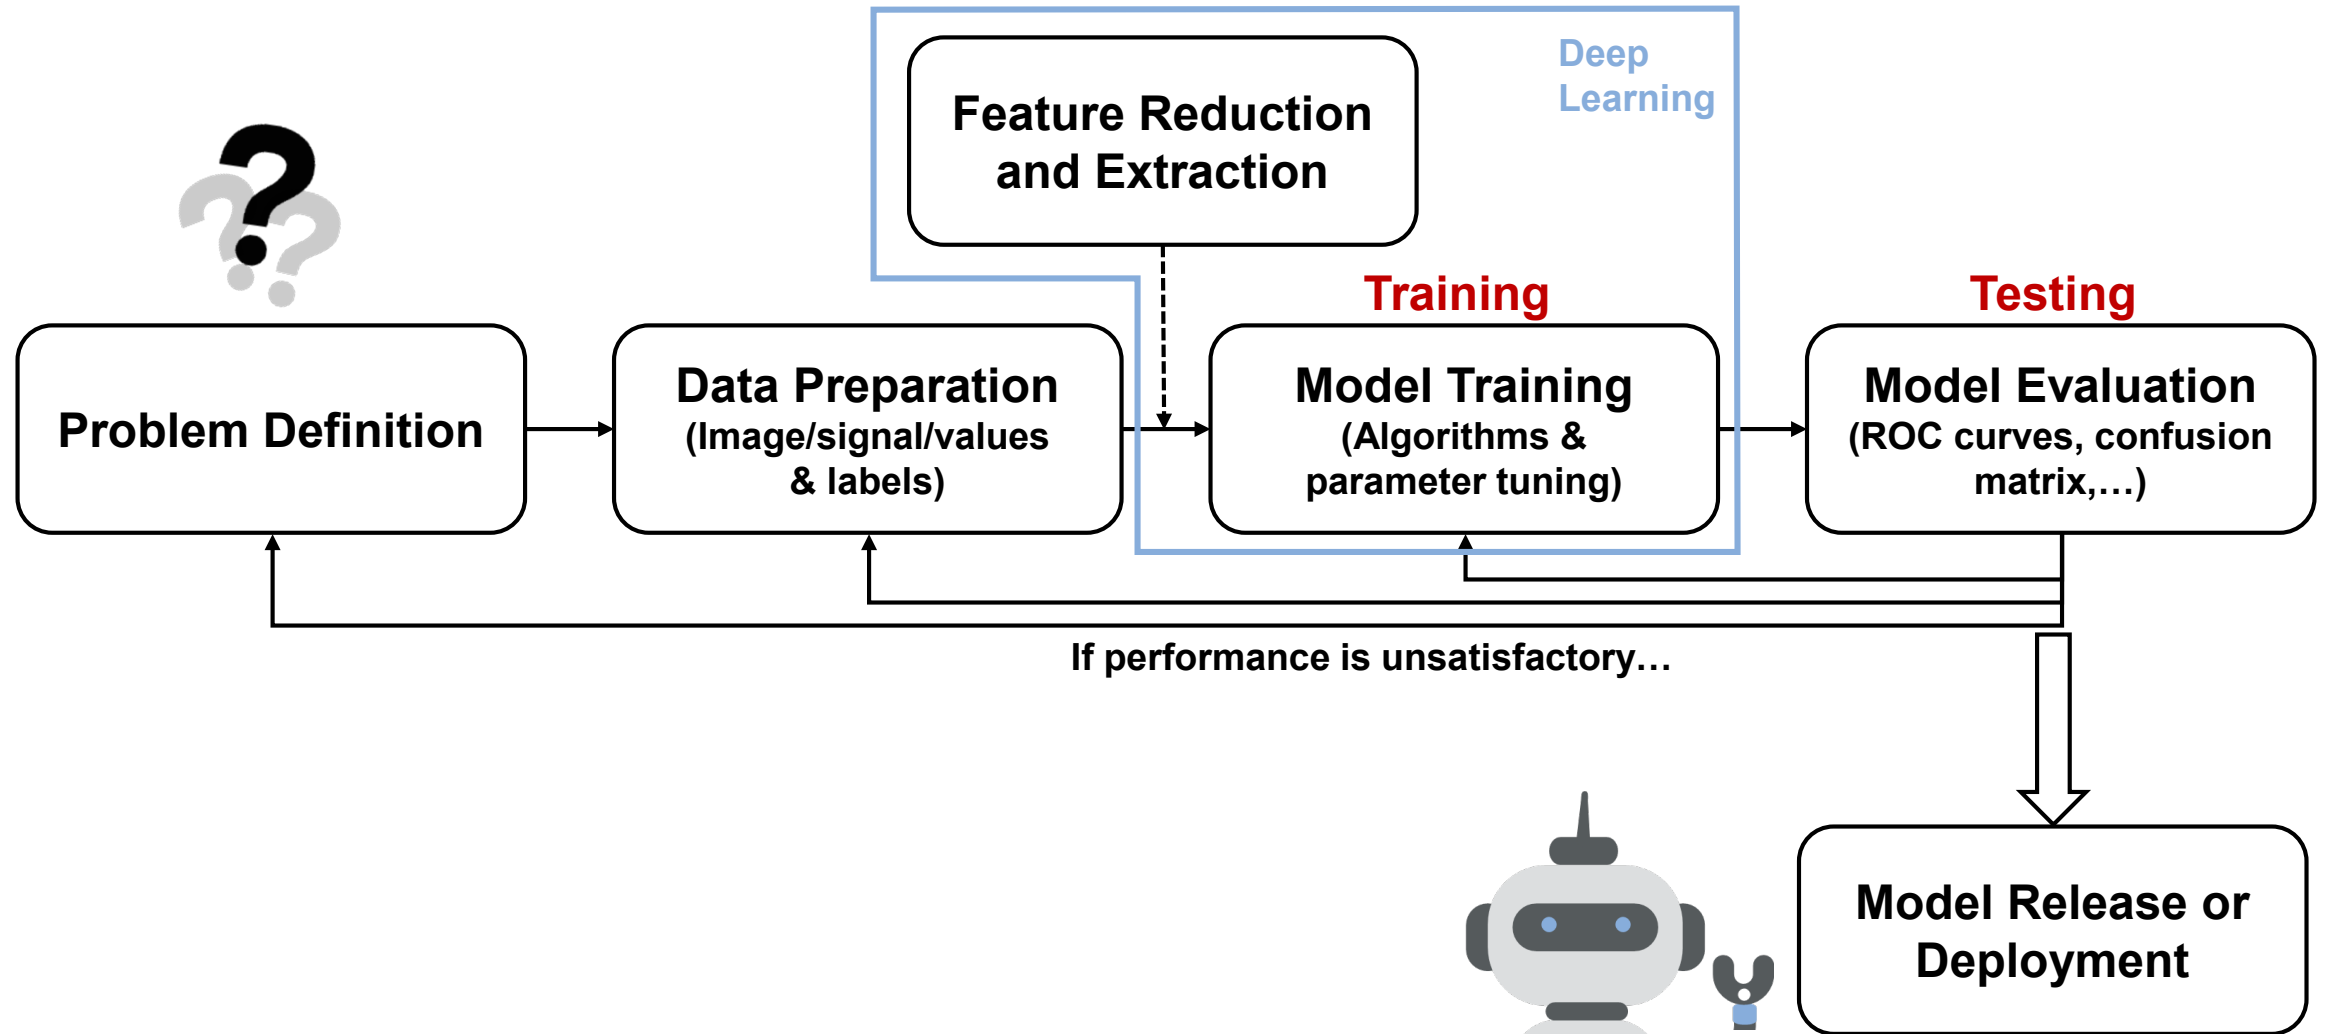 Deep
Learning
Feature Reduction
and Extraction
Training
Testing
Problem Definition
Data Preparation
(Image/signal/values
& labels)
Model Training
(Algorithms &
parameter tuning)
Model Evaluation
(ROC curves, confusion
matrix,…)
If performance is unsatisfactory…
Model Release or
Deployment